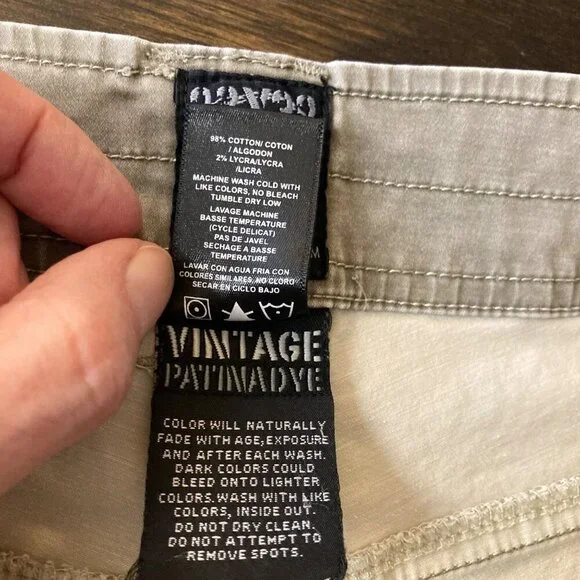 98% COTTON/ COTON
/ ALGODON
2% LYCRA/LYCRA
/LICRA
MACHINE WASH COLD WITH
LIKE COLORS, NO BLEACH
TUMBLE DRY LOW
LAVAGE MACHINE
BASSE TEMPERATURE
(CYCLE DELICAT)
PAS DE JAVEL
SECHAGE A BASSE
TEMPERATURE
LAVAR CON AGUA FRIA CON
COLORES SIMILARES, NO CLORO
SECAR EN CICLO BAJO
M
VINTAGE
PATINADYE
COLOR WILL NATURALLY
FADE WITH AGE,EXPOSURE
AND AFTER EACH WASH.
DARK COLORS COULD
BLEED ONTO LIGHTER
COLORS. WASH WITH LIKE
COLORS, INSIDE OUT.
DO NOT DRY CLEAN.
DO NOT ATTEMPT TO
REMOVE SPOTS.